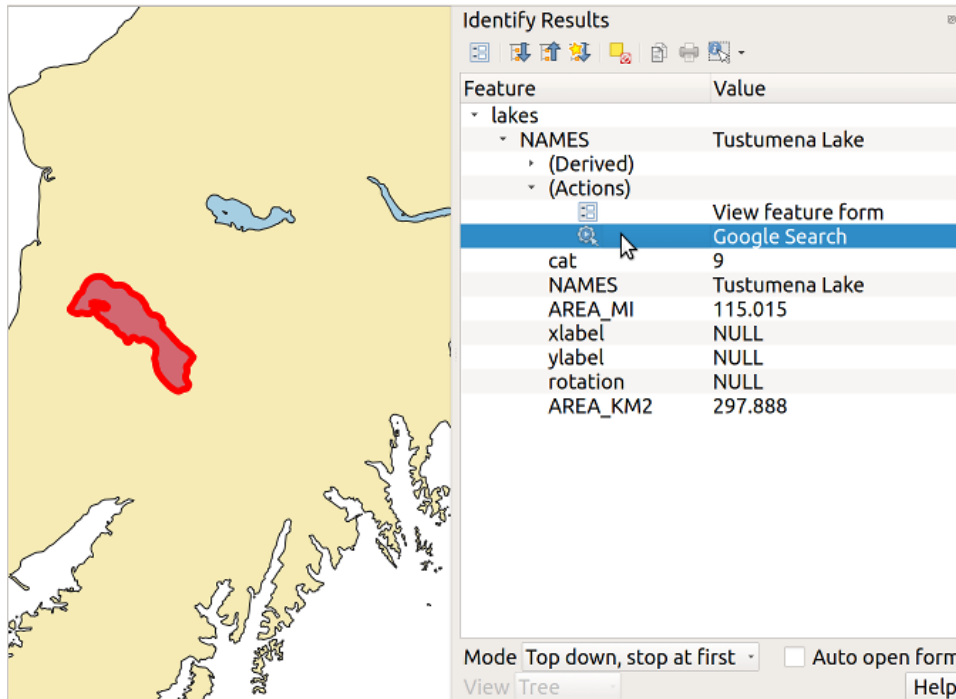 Identify Results
Feature Value
lakes
NAMES Tustumena Lake
(Derived)
(Actions)
View feature form
Google Search
cat 9
NAMES Tustumena Lake
AREA_MI 115.015
xlabel NULL
ylabel NULL
rotation NULL
AREA_KM2 297.888
Mode Top down, stop at first Auto open form
View Tree Help